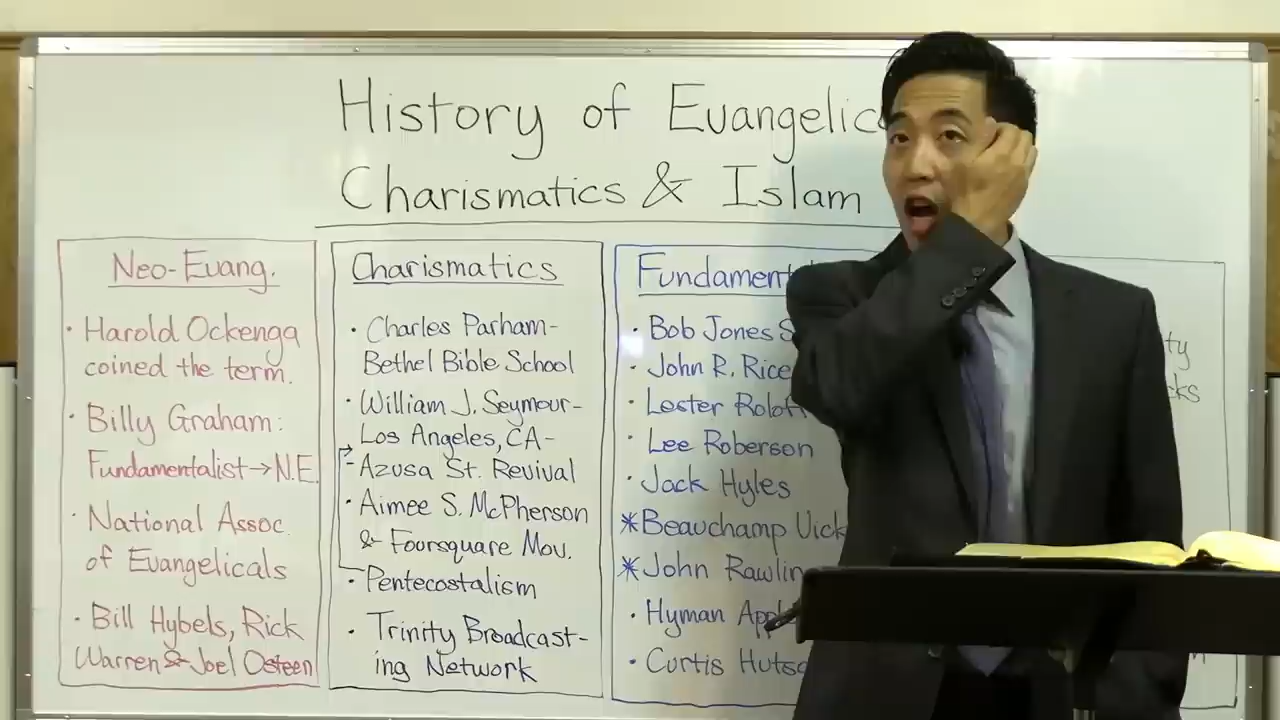 History of Evangelic
Charismatics & Islam
Neo-Evang.
• Harold Ockenga
coined the term.
• Billy Graham:
Fundamentalist→N.E.
• National Assoc.
of Evangelicals
• Bill Hybels, Rick
Warren & Joel Osteen
Charismatics
• Charles Parham-
Bethel Bible School
• William J. Seymour-
Los Angeles, CA-
- Azusa St. Revival
• Aimee S. McPherson
& Foursquare Mov.
• Pentecostalism
• Trinity Broadcast-
ing Network
Fundament
• Bob Jones S
• John R. Rice
• Lester Roloff
• Lee Roberson
• Jack Hyles
*Beauchamp Vick
*John Rawlin
• Hyman App
• Curtis Hutso
ty
cks